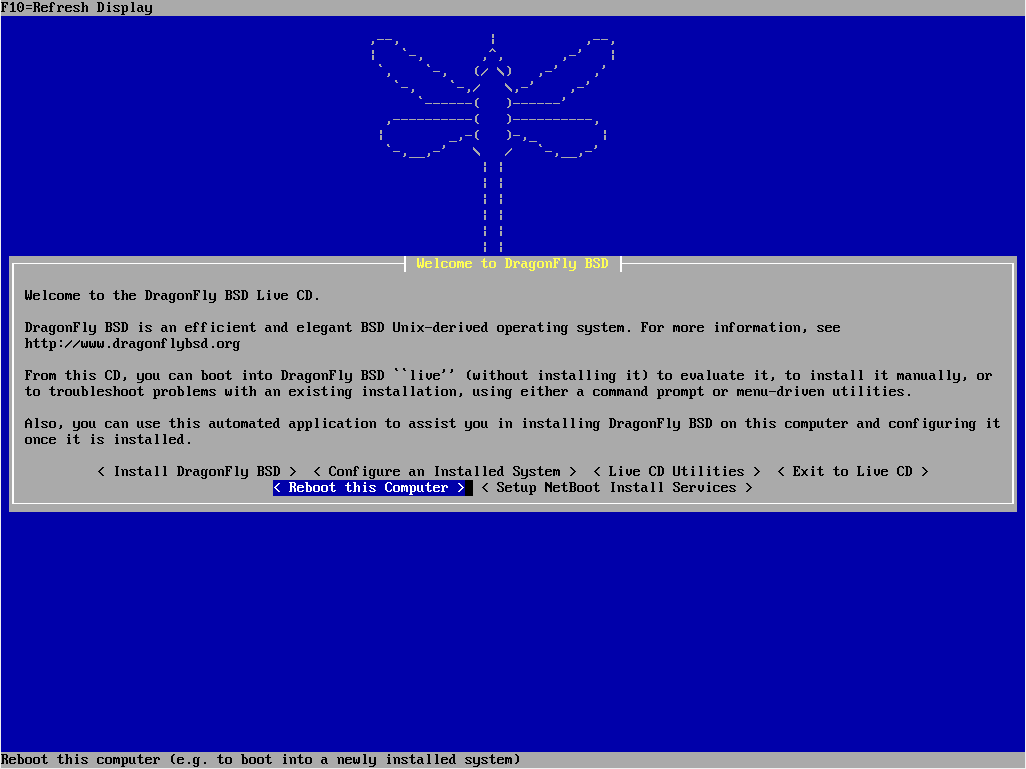 F10=Refresh Display
Welcome to DragonFly BSD
Welcome to the DragonFly BSD Live CD.
DragonFly BSD is an efficient and elegant BSD Unix-derived operating system. For more information, see
http://www.dragonflybsd.org
From this CD, you can boot into DragonFly BSD ``live'' (without installing it) to evaluate it, to install it manually, or
to troubleshoot problems with an existing installation, using either a command prompt or menu-driven utilities.
Also, you can use this automated application to assist you in installing DragonFly BSD on this computer and configuring it
once it is installed.
< Install DragonFly BSD > < Configure an Installed System > < Live CD Utilities > < Exit to Live CD >
< Reboot this Computer > < Setup NetBoot Install Services >
Reboot this computer (e.g. to boot into a newly installed system)